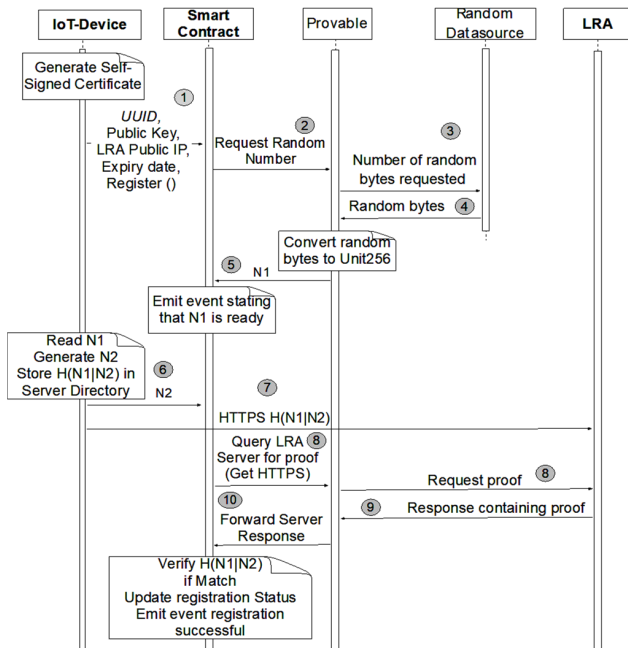 IoT-Device
Smart
Contract
Provable
Random
Datasource
LRA
Generate Self-
Signed Certificate
1
UUID,
Public Key,
LRA Public IP,
Expiry date,
Register ()
2
Request Random
Number
3
Number of random
bytes requested
Random bytes
4
Convert random
bytes to Unit256
5
N1
Emit event stating
that N1 is ready
Read N1
Generate N2
Store H(N1|N2) in
Server Directory
6
N2
7
HTTPS H(N1|N2)
Query LRA
8
Server for proof
(Get HTTPS)
Request proof
8
10
9
Response containing proof
Forward Server
Response
Verify H(N1|N2)
if Match
Update registration Status
Emit event registration
successful